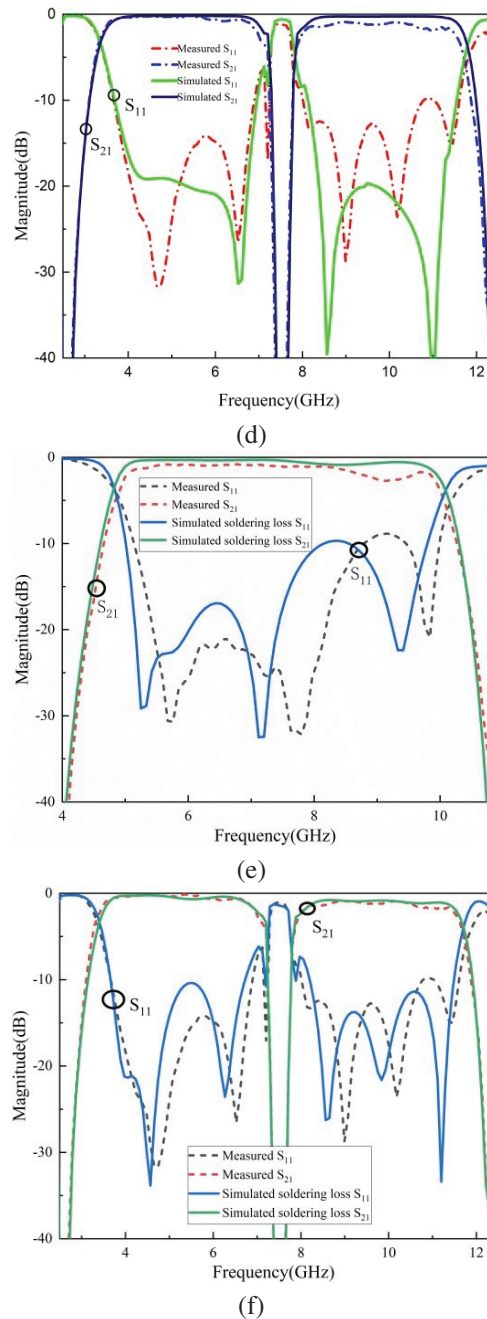 0
-10
-20
-30
-40
Magnitude(dB)
Measured S11
Measured S21
Simulated S11
Simulated S21
S11
S21
4 6 8 10 12
Frequency(GHz)
(d)
0
-10
-20
-30
-40
Magnitude(dB)
Measured S11
Measured S21
Simulated soldering loss S11
Simulated soldering loss S21
S21
S11
4 6 8 10
Frequency(GHz)
(e)
0
-10
-20
-30
-40
Magnitude(dB)
S21
S11
Measured S11
Measured S21
Simulated soldering loss S11
Simulated soldering loss S21
4 6 8 10 12
Frequency(GHz)
(f)